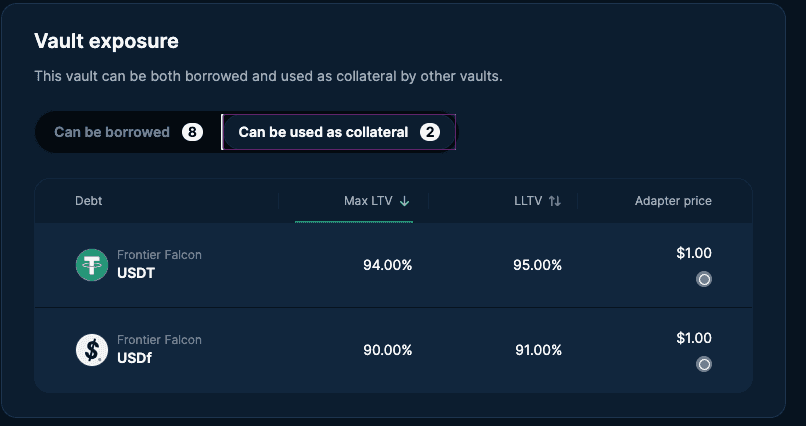 Vault exposure
This vault can be both borrowed and used as collateral by other vaults.
Can be borrowed 8 Can be used as collateral 2
Debt Max LTV ↓ LLTV ↑↓ Adapter price
Frontier Falcon
USDT 94.00% 95.00% $1.00
Frontier Falcon
USDf 90.00% 91.00% $1.00